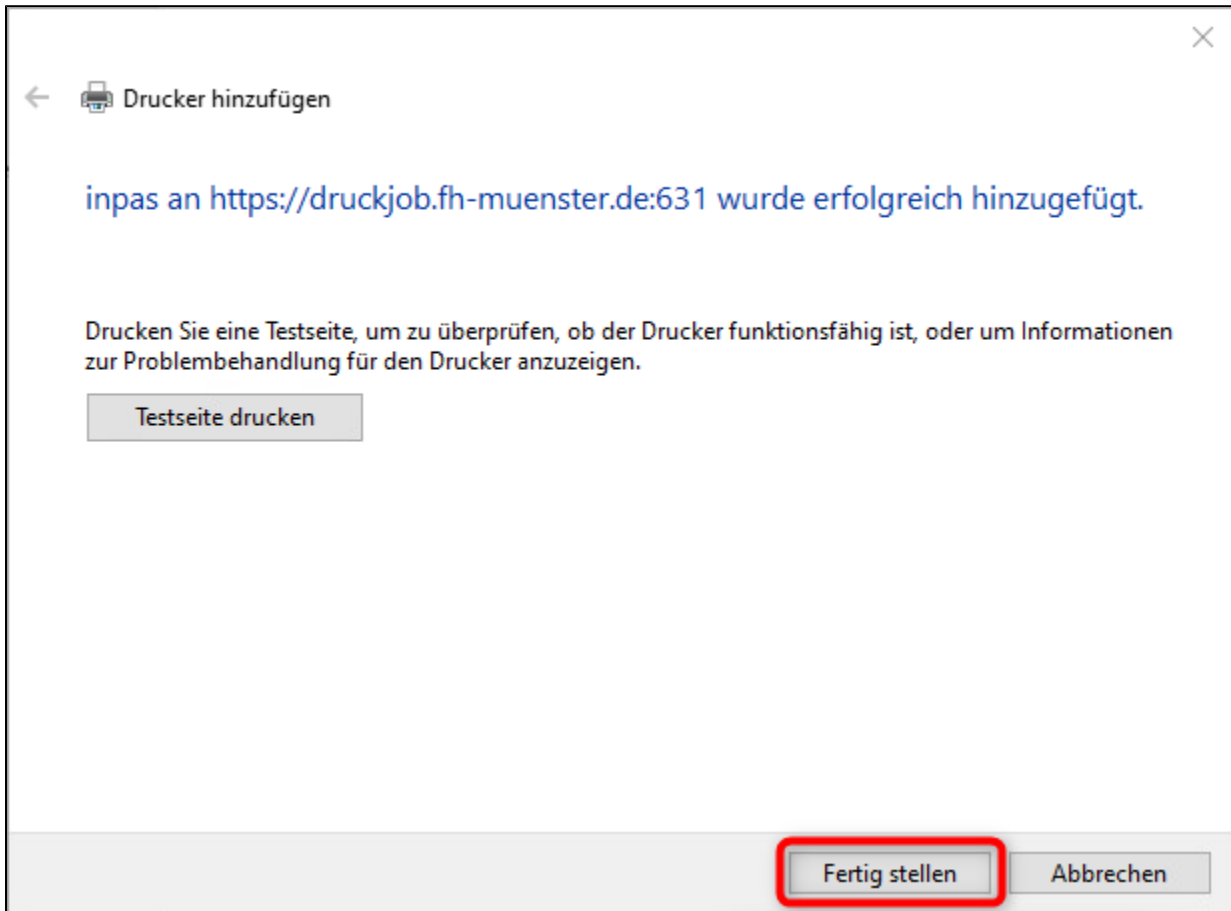 Drucker hinzufügen
inpas an https://druckjob.fh-muenster.de:631 wurde erfolgreich hinzugefügt.
Drucken Sie eine Testseite, um zu überprüfen, ob der Drucker funktionsfähig ist, oder um Informationen
zur Problembehandlung für den Drucker anzuzeigen.
Testseite drucken
Fertig stellen
Abbrechen